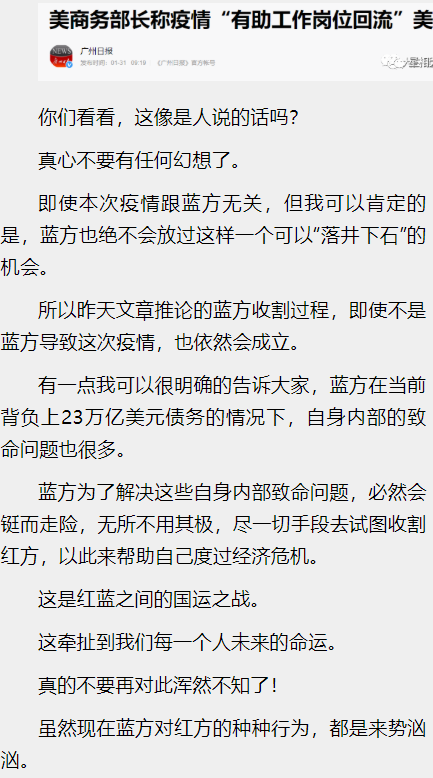 美商务部长称疫情“有助工作岗位回流”美
NEWS
广州日报
发布时间：01-31 09:19 《广州日报》官方帐号
你们看看，这像是人说的话吗？
真心不要有任何幻想了。
即使本次疫情跟蓝方无关，但我可以肯定的
是，蓝方也绝不会放过这样一个可以“落井下石”的
机会。
所以昨天文章推论的蓝方收割过程，即使不是
蓝方导致这次疫情，也依然会成立。
有一点我可以很明确的告诉大家，蓝方在当前
背负上23万亿美元债务的情况下，自身内部的致
命问题也很多。
蓝方为了解决这些自身内部致命问题，必然会
铤而走险，无所不用其极，尽一切手段去试图收割
红方，以此来帮助自己度过经济危机。
这是红蓝之间的国运之战。
这牵扯到我们每一个人未来的命运。
真的不要再对此浑然不知了！
虽然现在蓝方对红方的种种行为，都是来势汹
汹。